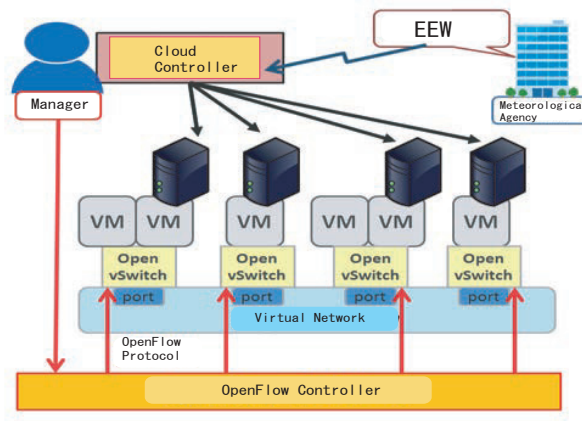 EEW
Cloud
Controller
Manager
Meteorological
Agency
VM
VM
VM
VM
VM
VM
Open
vSwitch
Open
vSwitch
Open
vSwitch
Open
vSwitch
port
port
port
port
Virtual Network
OpenFlow
Protocol
OpenFlow Controller